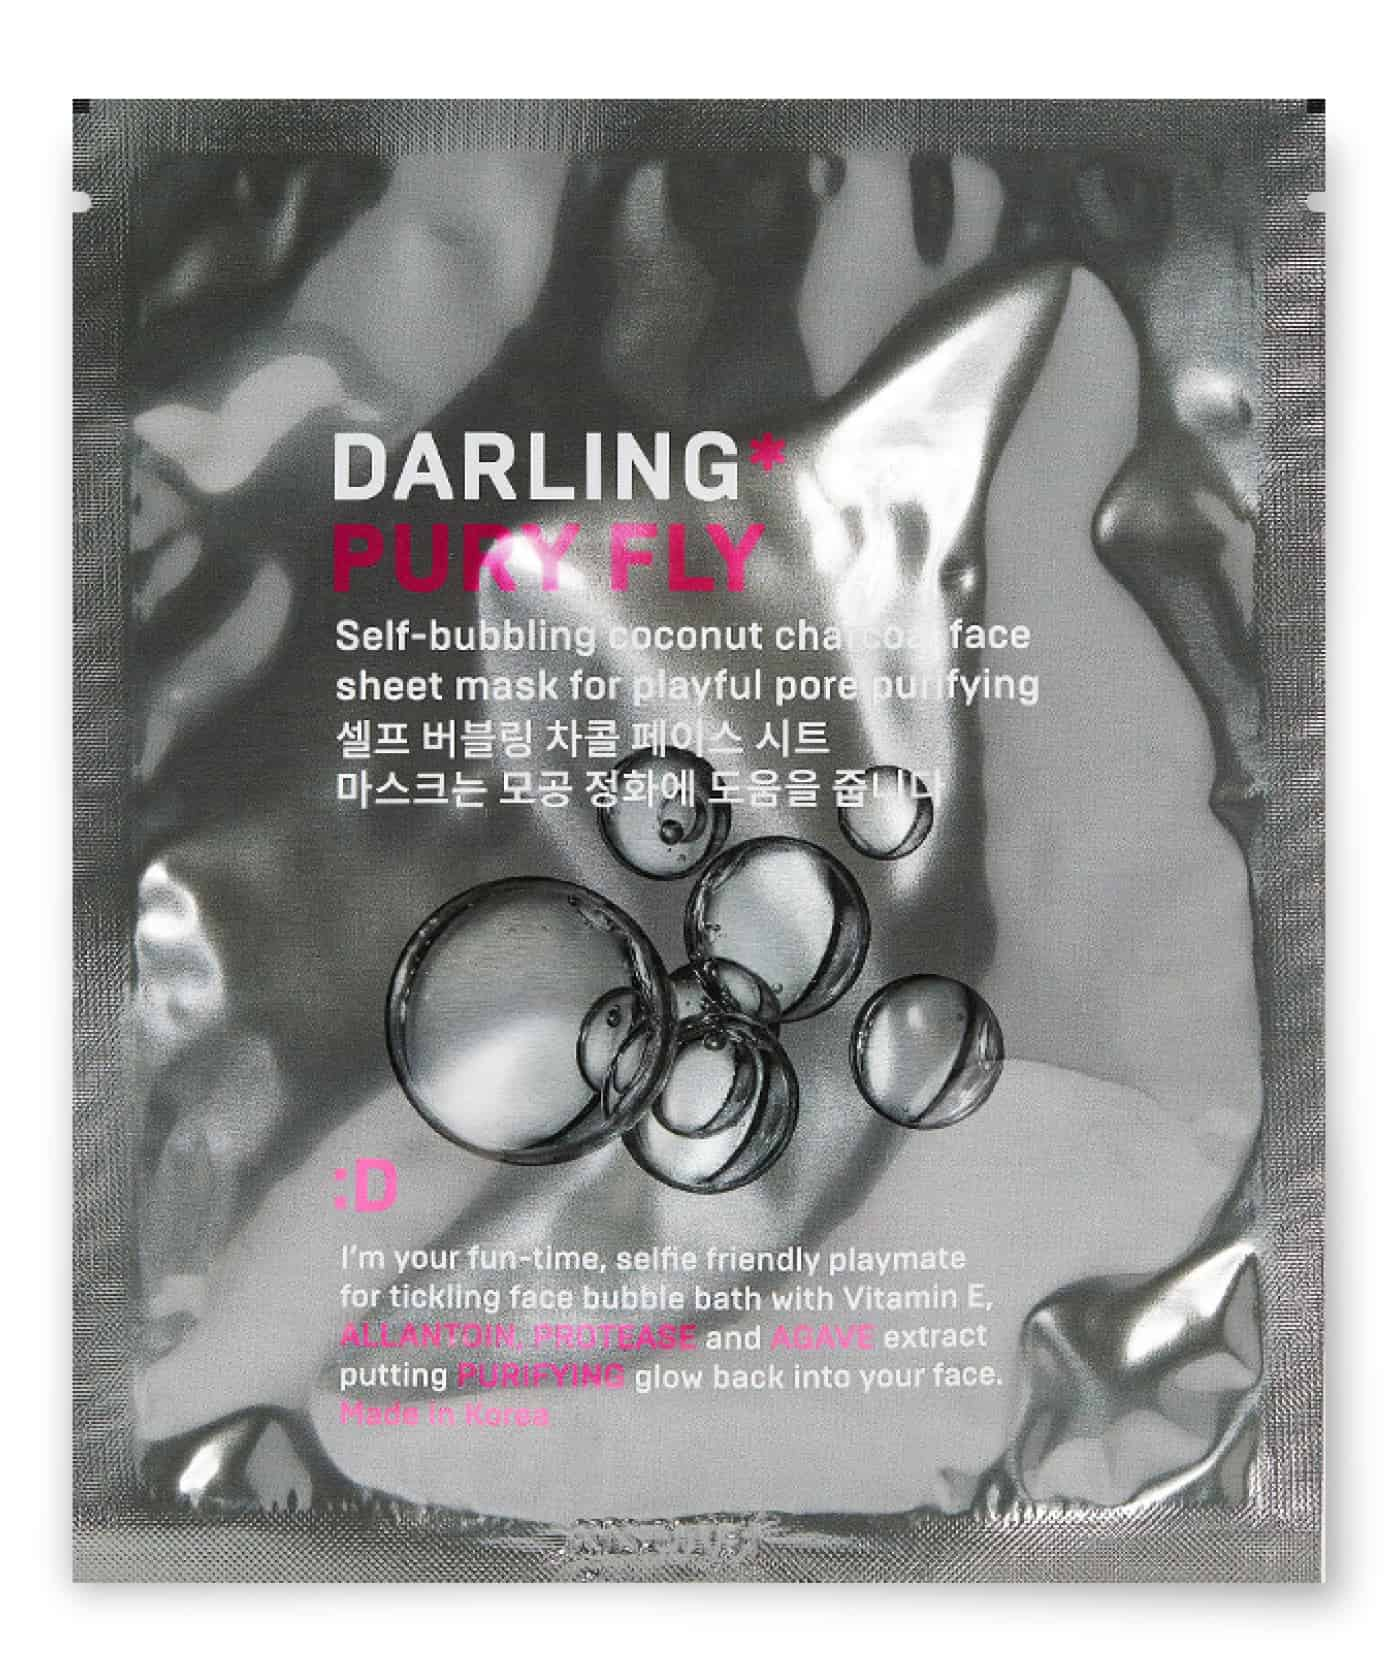 DARLING*
PURY FLY
Self-bubbling coconut charcoal face
sheet mask for playful pore purifying
셀프 버블링 차콜 페이스 시트
마스크는 모공 정화에 도움을 줍니다
:D
I'm your fun-time, selfie friendly playmate
for tickling face bubble bath with Vitamin E,
ALLANTOIN, PROTEASE and AGAVE extract
putting PURIFYING glow back into your face.
Made in Korea